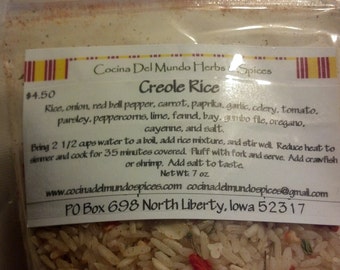 Cocina Del Mundo Herbs & Spices
Creole Rice
$4.50
Rice, onion, red bell pepper, carrot, paprika, garlic, celery, tomato,
parsley, peppercorns, lime, fennel, bay, gumbo file, oregano,
cayenne, and salt.
Bring 2 1/2 cups water to a boil, add rice mixture, and stir well. Reduce heat to
simmer and cook for 35 minutes covered. Fluff with fork and serve. Add crawfish
or shrimp. Add salt to taste.
Net Wt. 7 oz.
www.cocinadelmundospices.com cocinadelmundospices@gmail.com
PO Box 698 North Liberty, Iowa 52317